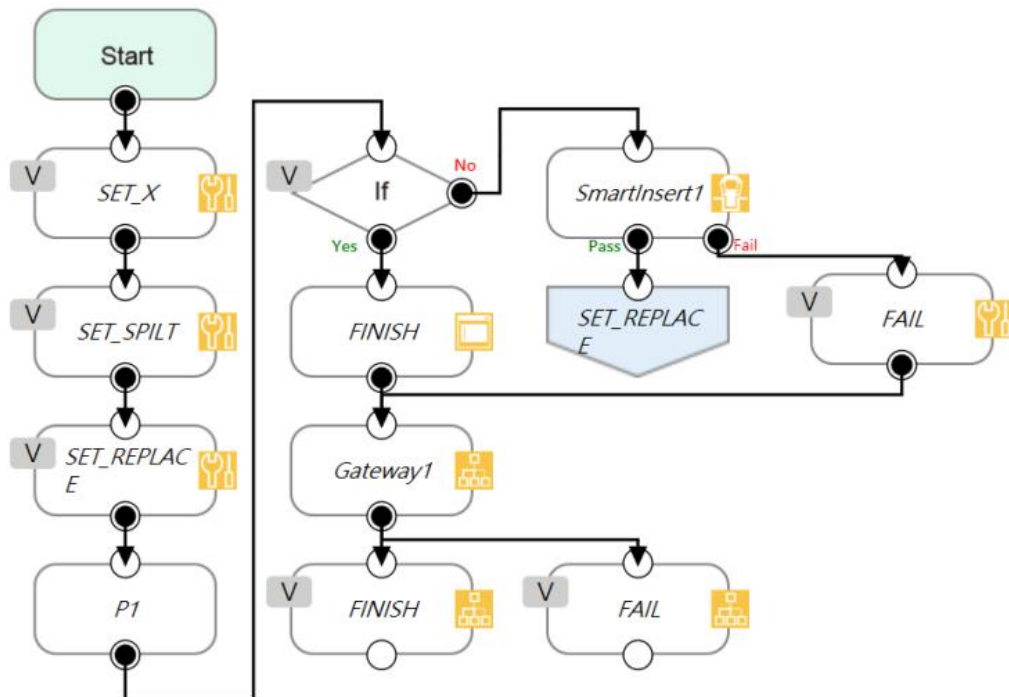 Start
V
SET_X
V
SET_SPILT
V
SET_REPLAC
E
P1
V
If
No
Yes
FINISH
Gateway1
V
FINISH
V
FAIL
SmartInsert1
Pass
Fail
SET_REPLAC
E
V
FAIL